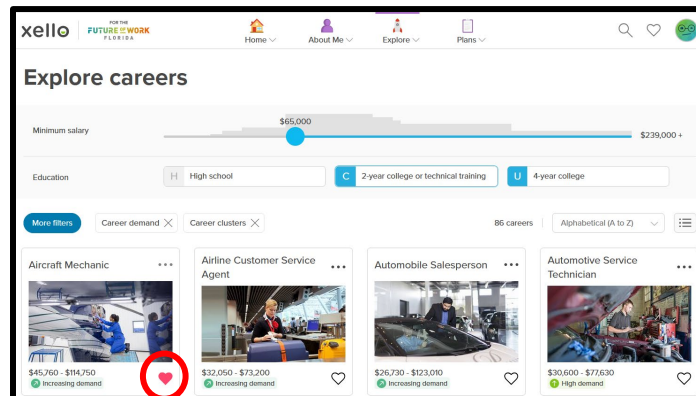 xello
FOR THE
FUTURE OF WORK
FLORIDA
Home
About Me
Explore
Plans
Explore careers
Minimum salary
$65,000
$239,000 +
Education
H High school
C 2-year college or technical training
U 4-year college
More filters
Career demand
Career clusters
86 careers
Alphabetical (A to Z)
Aircraft Mechanic
$45,760 - $114,750
Increasing demand
Airline Customer Service
Agent
$32,050 - $73,200
Increasing demand
Automobile Salesperson
$26,730 - $123,010
Increasing demand
Automotive Service
Technician
$30,600 - $77,630
High demand